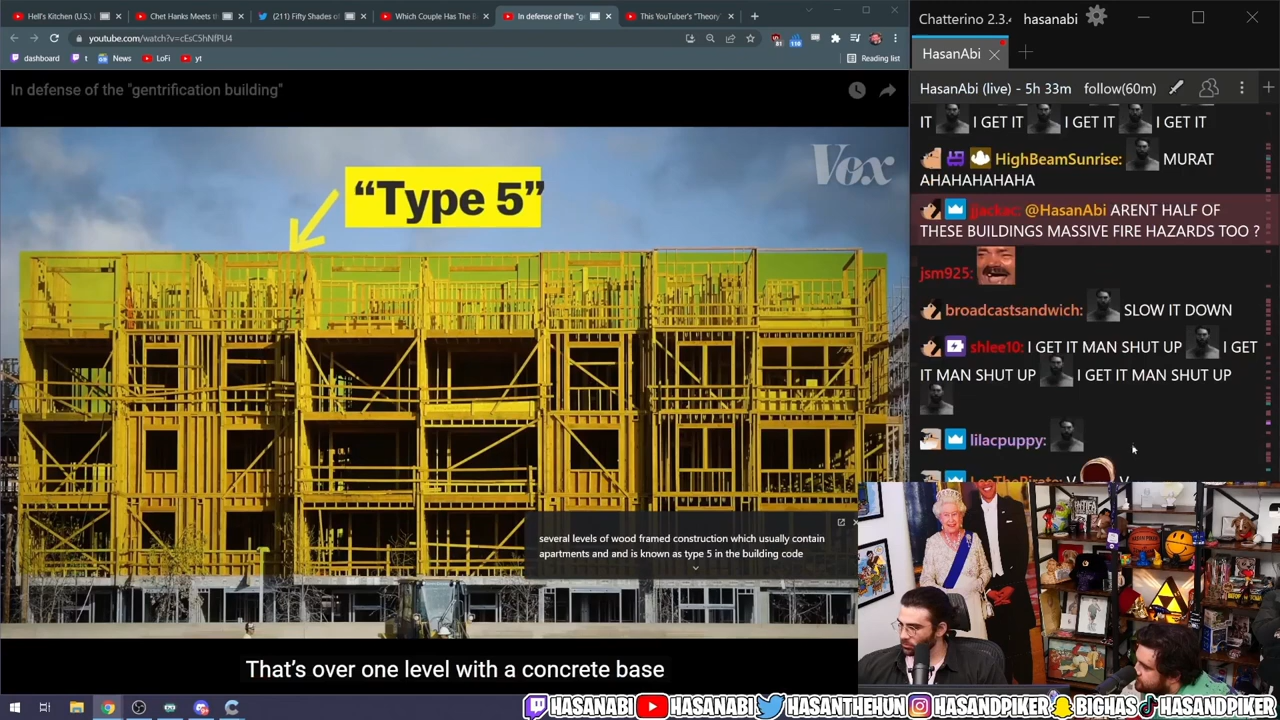 Hell's Kitchen (U.S.)
Chet Hanks Meets th
(211) Fifty Shades of
Which Couple Has The B
In defense of the "ge
This YouTuber's "Theory
youtube.com/watch?v=cEsC5hNfPU4
dashboard
t
News
LoFi
yt
Reading list
In defense of the "gentrification building"
Vox
“Type 5”
several levels of wood framed construction which usually contain
apartments and and is known as type 5 in the building code
That’s over one level with a concrete base
Chatterino 2.3.4
hasanabi
HasanAbi
HasanAbi (live) - 5h 33m
follow(60m)
IT I GET IT I GET IT I GET IT
HighBeamSunrise: MURAT
AHAHAHAHAHA
jjackac: @HasanAbi ARENT HALF OF
THESE BUILDINGS MASSIVE FIRE HAZARDS TOO ?
jsm925:
broadcastsandwich: SLOW IT DOWN
shlee10: I GET IT MAN SHUT UP I GET
IT MAN SHUT UP I GET IT MAN SHUT UP
lilacpuppy:
HASANABI
HASANABI
HASANTHEHUN
HASANDPIKER
BIGHAS
HASANDPIKER